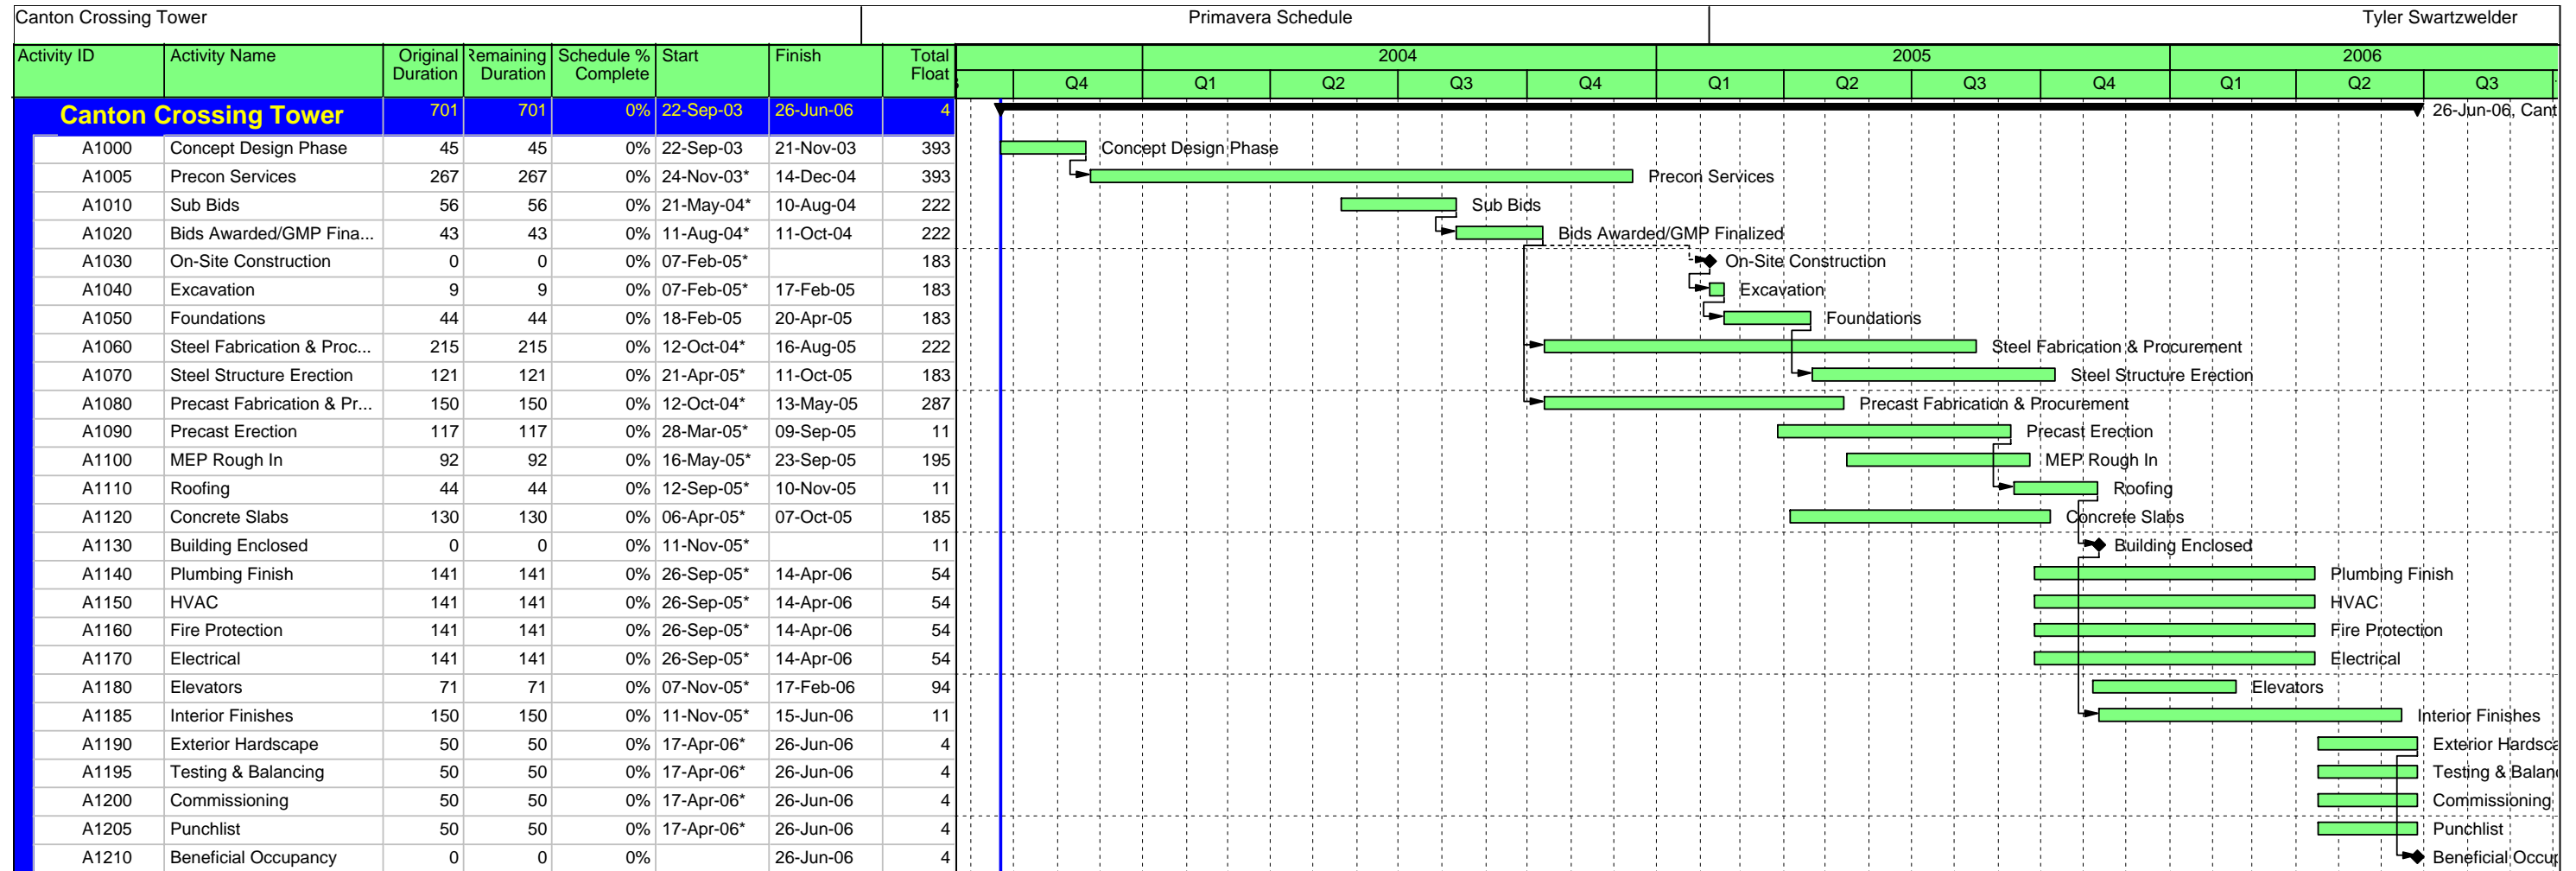 Canton Crossing Tower Primavera Schedule Tyler Swartzwelder
Activity ID Activity Name Original Duration Remaining Duration Schedule % Complete Start Finish Total Float
2004 2005 2006
Q4 Q1 Q2 Q3 Q4 Q1 Q2 Q3 Q4 Q1 Q2 Q3
Canton Crossing Tower 701 701 0% 22-Sep-03 26-Jun-06 4 26-Jun-06, Cant
A1000 Concept Design Phase 45 45 0% 22-Sep-03 21-Nov-03 393 Concept Design Phase
A1005 Precon Services 267 267 0% 24-Nov-03* 14-Dec-04 393 Precon Services
A1010 Sub Bids 56 56 0% 21-May-04* 10-Aug-04 222 Sub Bids
A1020 Bids Awarded/GMP Fina... 43 43 0% 11-Aug-04* 11-Oct-04 222 Bids Awarded/GMP Finalized
A1030 On-Site Construction 0 0 0% 07-Feb-05* 183 On-Site Construction
A1040 Excavation 9 9 0% 07-Feb-05* 17-Feb-05 183 Excavation
A1050 Foundations 44 44 0% 18-Feb-05 20-Apr-05 183 Foundations
A1060 Steel Fabrication & Proc... 215 215 0% 12-Oct-04* 16-Aug-05 222 Steel Fabrication & Procurement
A1070 Steel Structure Erection 121 121 0% 21-Apr-05* 11-Oct-05 183 Steel Structure Erection
A1080 Precast Fabrication & Pr... 150 150 0% 12-Oct-04* 13-May-05 287 Precast Fabrication & Procurement
A1090 Precast Erection 117 117 0% 28-Mar-05* 09-Sep-05 11 Precast Erection
A1100 MEP Rough In 92 92 0% 16-May-05* 23-Sep-05 195 MEP Rough In
A1110 Roofing 44 44 0% 12-Sep-05* 10-Nov-05 11 Roofing
A1120 Concrete Slabs 130 130 0% 06-Apr-05* 07-Oct-05 185 Concrete Slabs
A1130 Building Enclosed 0 0 0% 11-Nov-05* 11 Building Enclosed
A1140 Plumbing Finish 141 141 0% 26-Sep-05* 14-Apr-06 54 Plumbing Finish
A1150 HVAC 141 141 0% 26-Sep-05* 14-Apr-06 54 HVAC
A1160 Fire Protection 141 141 0% 26-Sep-05* 14-Apr-06 54 Fire Protection
A1170 Electrical 141 141 0% 26-Sep-05* 14-Apr-06 54 Electrical
A1180 Elevators 71 71 0% 07-Nov-05* 17-Feb-06 94 Elevators
A1185 Interior Finishes 150 150 0% 11-Nov-05* 15-Jun-06 11 Interior Finishes
A1190 Exterior Hardscape 50 50 0% 17-Apr-06* 26-Jun-06 4 Exterior Hardsca
A1195 Testing & Balancing 50 50 0% 17-Apr-06* 26-Jun-06 4 Testing & Balan
A1200 Commissioning 50 50 0% 17-Apr-06* 26-Jun-06 4 Commissioning
A1205 Punchlist 50 50 0% 17-Apr-06* 26-Jun-06 4 Punchlist
A1210 Beneficial Occupancy 0 0 0% 26-Jun-06 4 Beneficial Occup